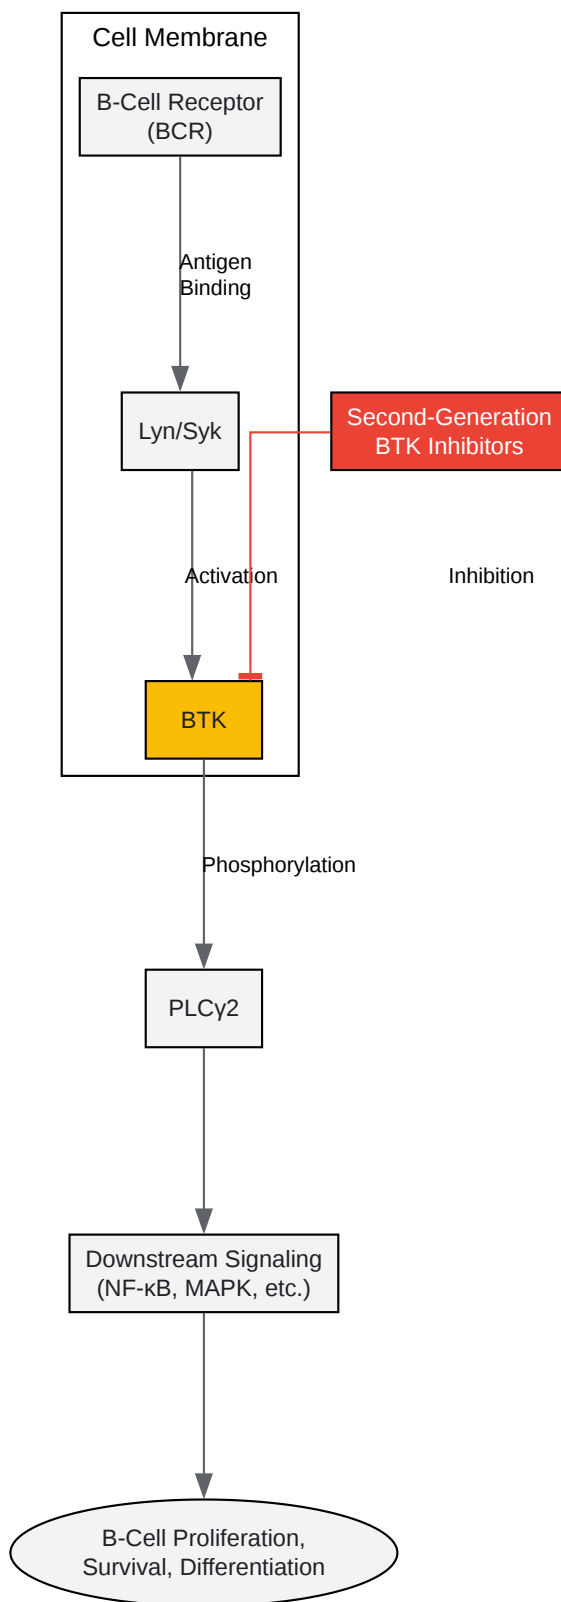 Cell Membrane
B-Cell Receptor
(BCR)
Antigen
Binding
Lyn/Syk
Second-Generation
BTK Inhibitors
Activation
Inhibition
BTK
Phosphorylation
PLCγ2
Downstream Signaling
(NF-κB, MAPK, etc.)
B-Cell Proliferation,
Survival, Differentiation